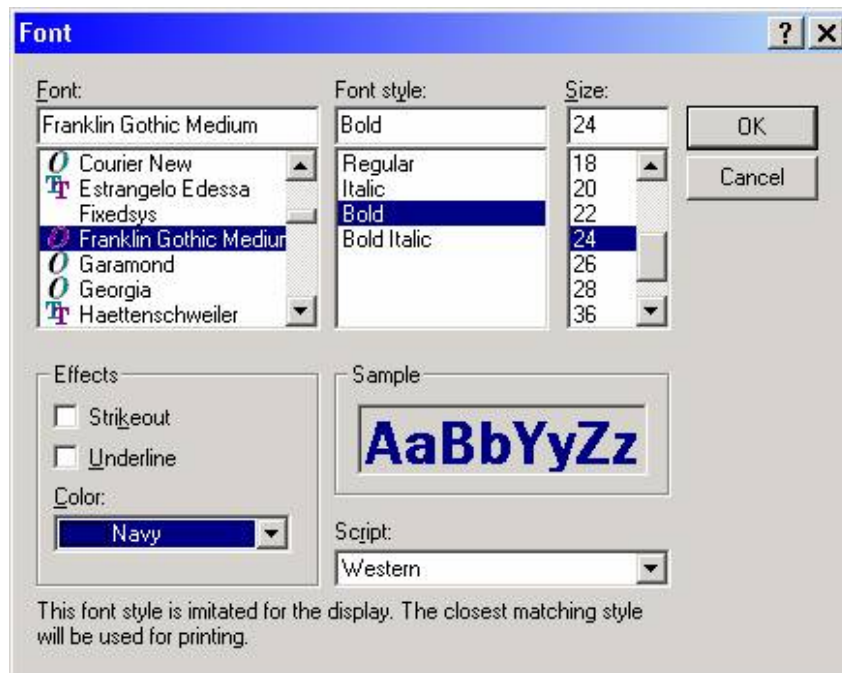 Font
Font:
Franklin Gothic Medium
Courier New
Estrangelo Edessa
Fixedsys
Franklin Gothic Mediur
Garamond
Georgia
Haettenschweiler
Font style:
Bold
Regular
Italic
Bold
Bold Italic
Size:
24
18
20
22
24
26
28
36
OK
Cancel
Effects
Strikeout
Underline
Color:
Navy
Sample
AaBbYyZz
Script:
Western
This font style is imitated for the display. The closest matching style
will be used for printing.